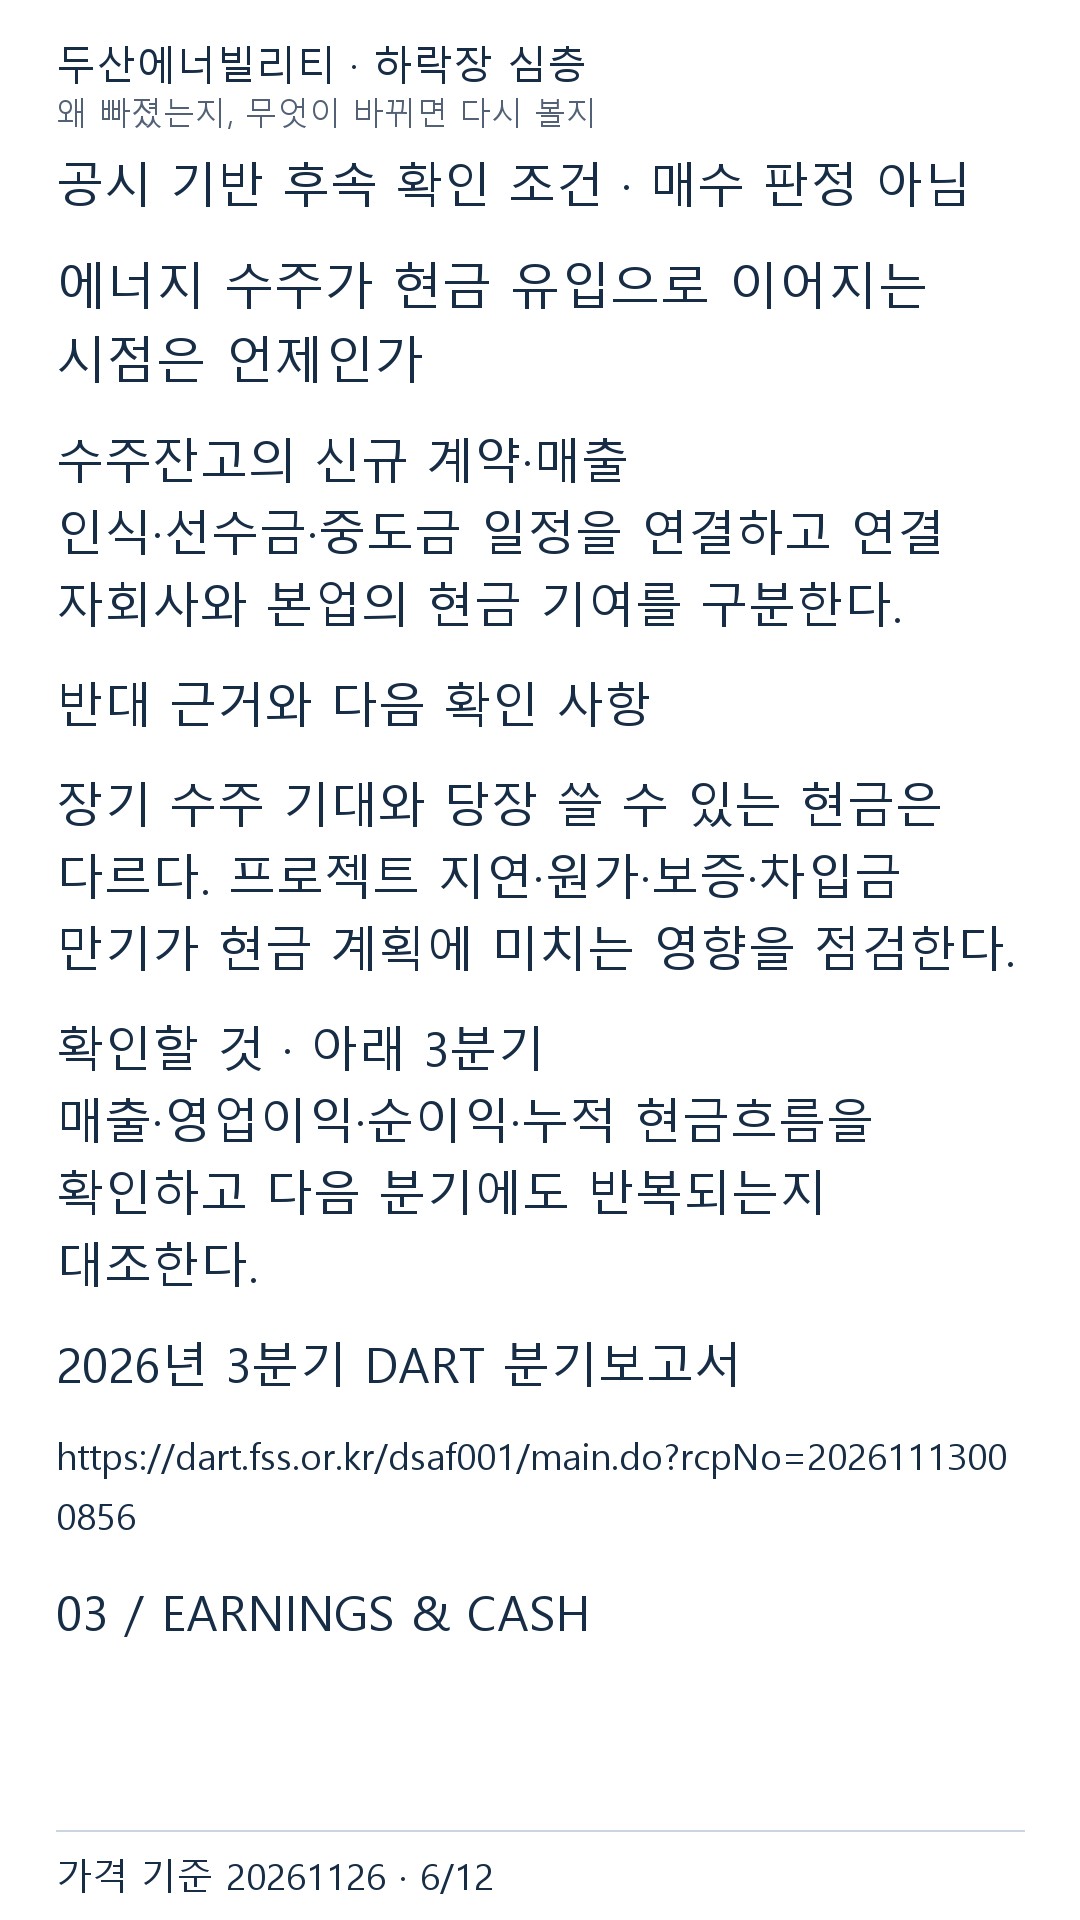 두산에너빌리티 · 하락장 심층
왜 빠졌는지, 무엇이 바뀌면 다시 볼지
공시 기반 후속 확인 조건 · 매수 판정 아님
에너지 수주가 현금 유입으로 이어지는
시점은 언제인가
수주잔고의 신규 계약·매출
인식·선수금·중도금 일정을 연결하고 연결
자회사와 본업의 현금 기여를 구분한다.
반대 근거와 다음 확인 사항
장기 수주 기대와 당장 쓸 수 있는 현금은
다르다. 프로젝트 지연·원가·보증·차입금
만기가 현금 계획에 미치는 영향을 점검한다.
확인할 것 · 아래 3분기
매출·영업이익·순이익·누적 현금흐름을
확인하고 다음 분기에도 반복되는지
대조한다.
2026년 3분기 DART 분기보고서
https://dart.fss.or.kr/dsaf001/main.do?rcpNo=2026111300
0856
03 / EARNINGS & CASH
가격 기준 20261126 · 6/12